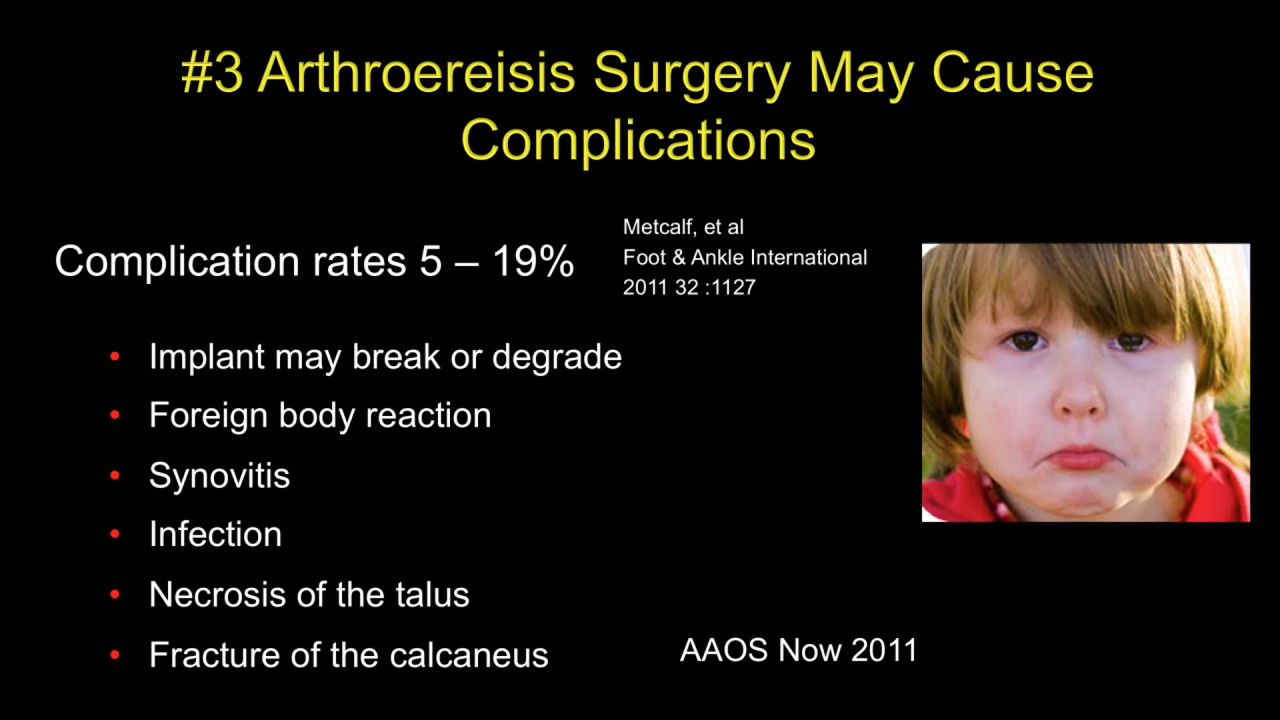 #3 Arthroereisis Surgery May Cause
Complications
Complication rates 5 – 19%
Metcalf, et al
Foot & Ankle International
2011 32 :1127
• Implant may break or degrade
• Foreign body reaction
• Synovitis
• Infection
• Necrosis of the talus
• Fracture of the calcaneus
AAOS Now 2011